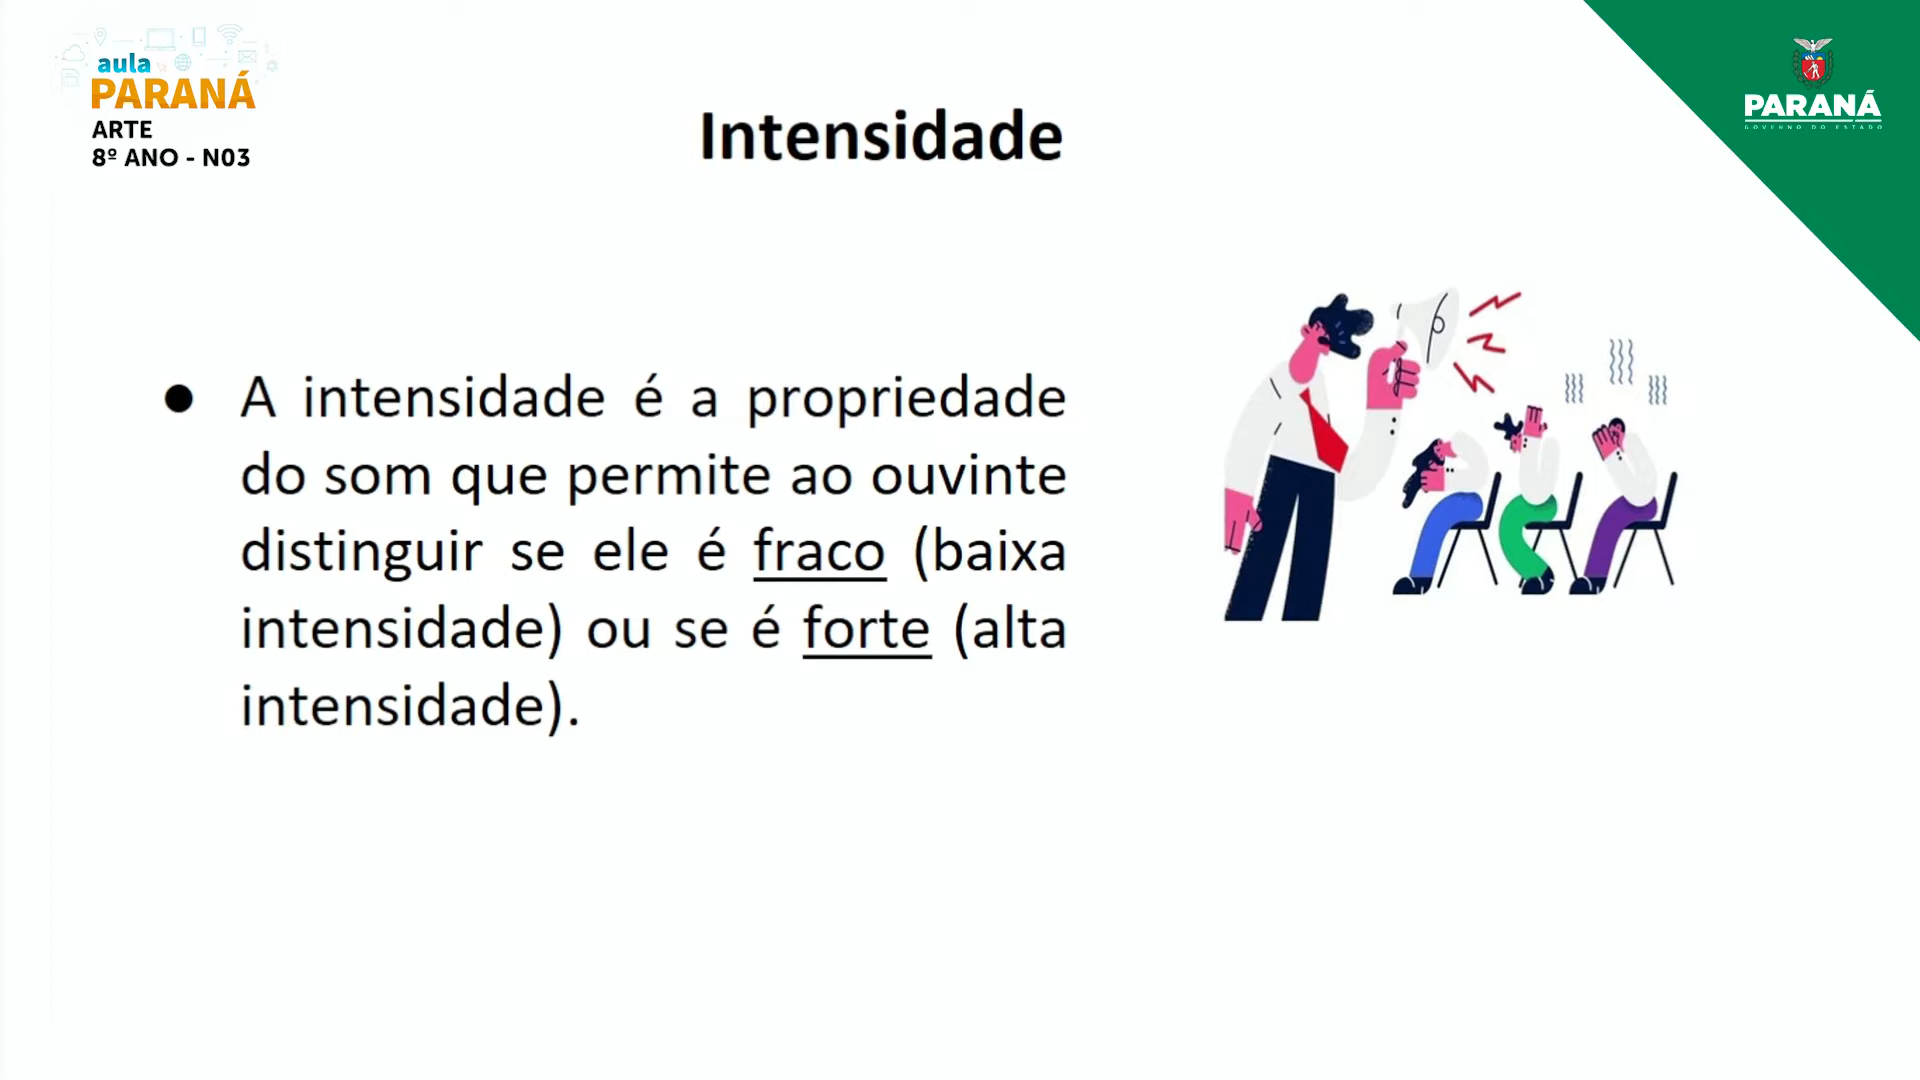 aula
PARANÁ
ARTE
8º ANO - N03
PARANÁ
GOVERNO DO ESTADO
Intensidade
● A intensidade é a propriedade
do som que permite ao ouvinte
distinguir se ele é fraco (baixa
intensidade) ou se é forte (alta
intensidade).